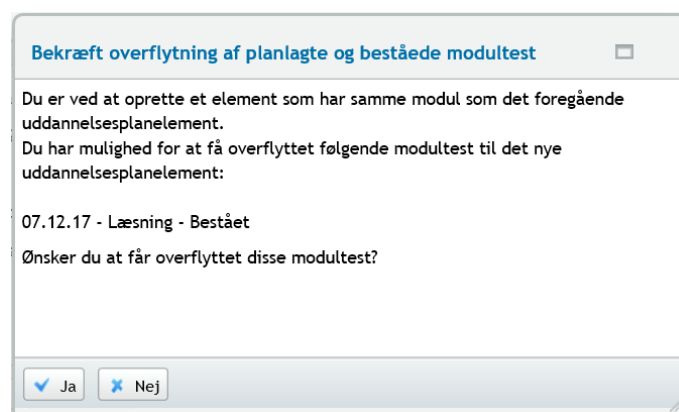 Bekræft overflytning af planlagte og beståede modultest
Du er ved at oprette et element som har samme modul som det foregående
uddannelsesplanelement.
Du har mulighed for at få overflyttet følgende modultest til det nye
uddannelsesplanelement:
07.12.17 - Læsning - Bestået
Ønsker du at får overflyttet disse modultest?
Ja Nej